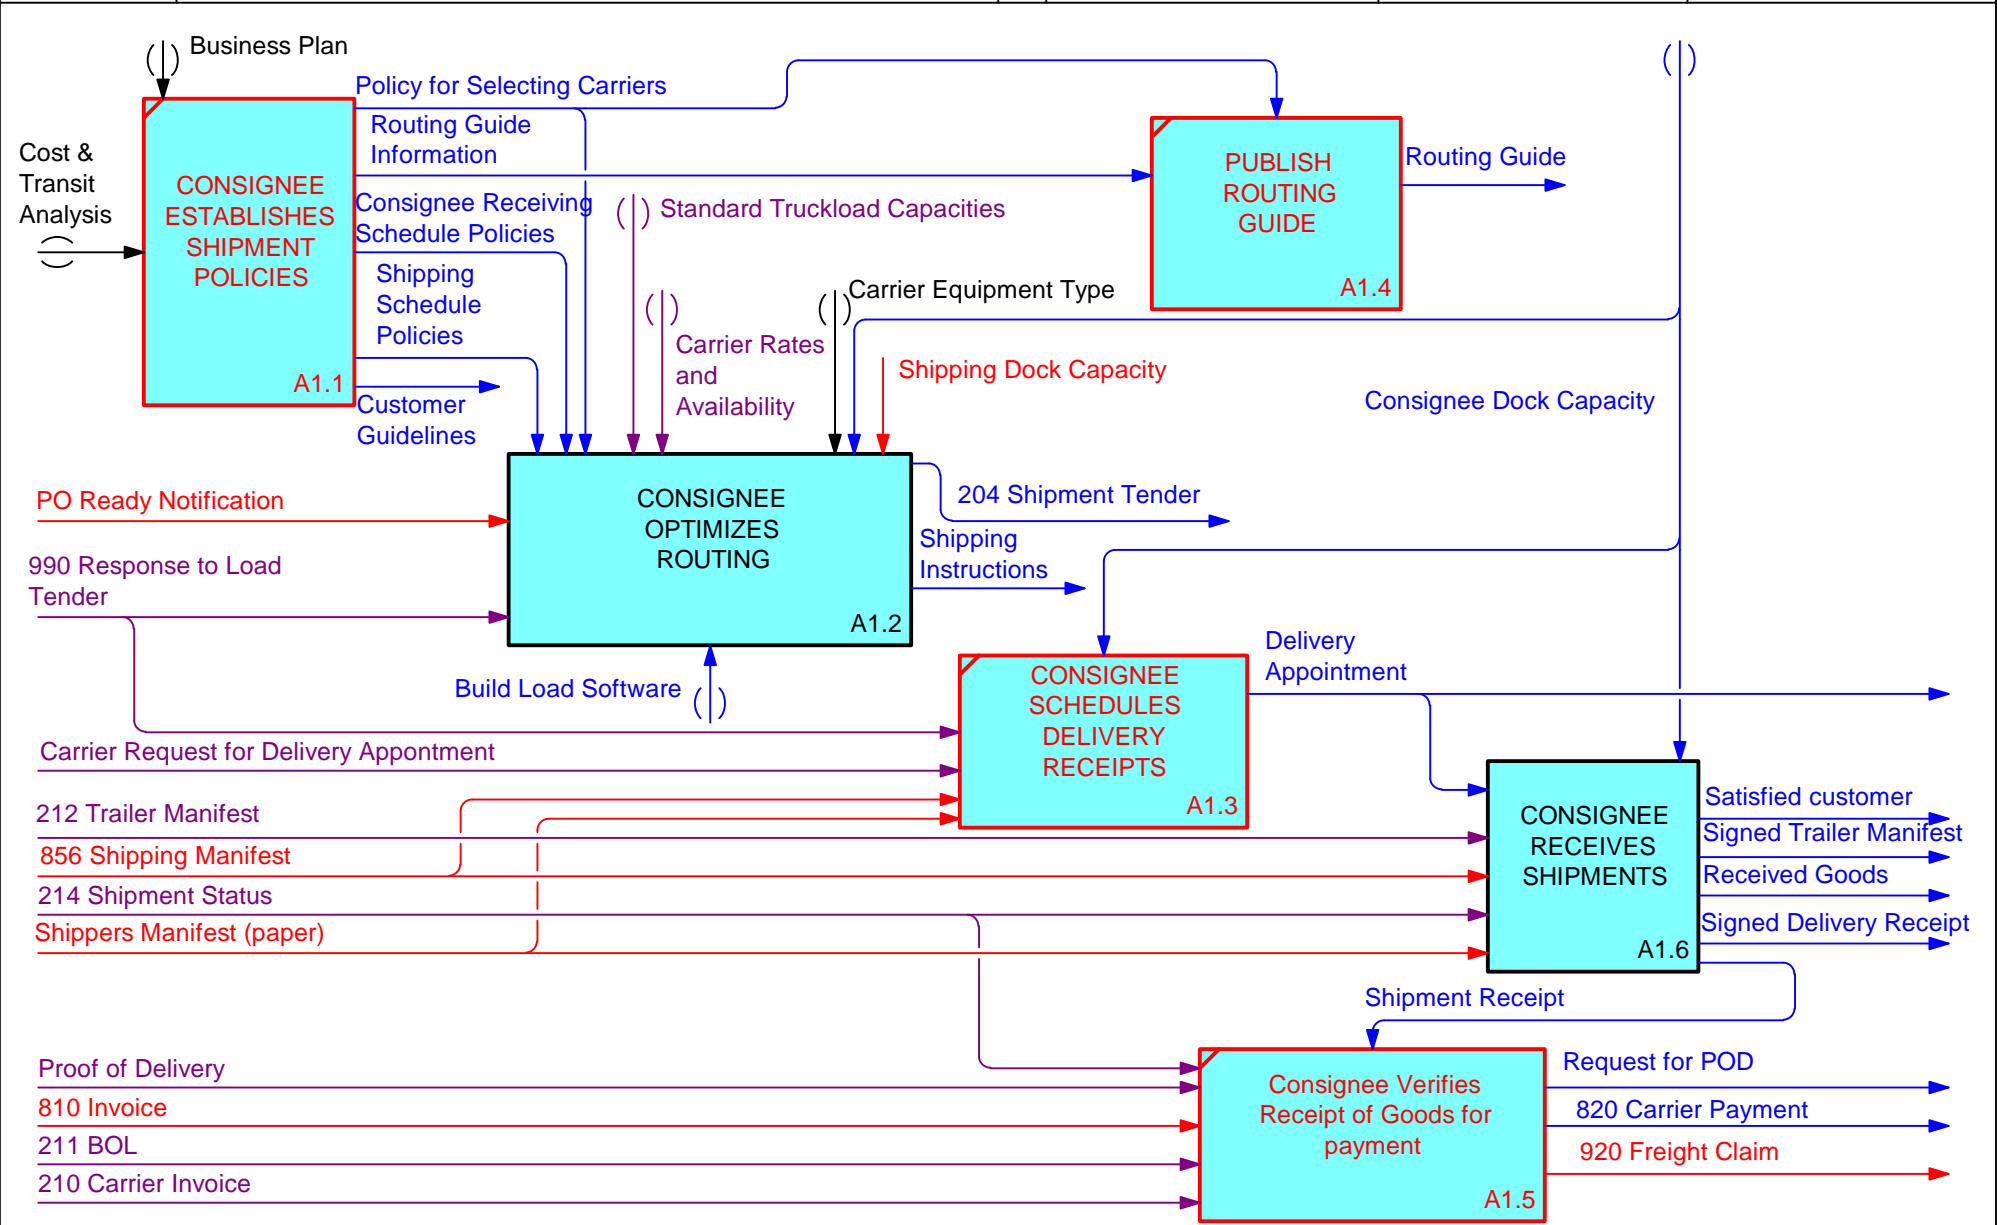 Business Plan
Policy for Selecting Carriers
Routing Guide
Information
Cost &
Transit
Analysis
CONSIGNEE
ESTABLISHES
SHIPMENT
POLICIES
A1.1
Consignee Receiving
Schedule Policies
Shipping
Schedule
Policies
Customer
Guidelines
Standard Truckload Capacities
Carrier Rates
and
Availability
Carrier Equipment Type
Shipping Dock Capacity
PUBLISH
ROUTING
GUIDE
A1.4
Routing Guide
Consignee Dock Capacity
PO Ready Notification
990 Response to Load
Tender
CONSIGNEE
OPTIMIZES
ROUTING
A1.2
204 Shipment Tender
Shipping
Instructions
Build Load Software
Delivery
Appointment
CONSIGNEE
SCHEDULES
DELIVERY
RECEIPTS
A1.3
Carrier Request for Delivery Appontment
212 Trailer Manifest
856 Shipping Manifest
214 Shipment Status
Shippers Manifest (paper)
CONSIGNEE
RECEIVES
SHIPMENTS
A1.6
Satisfied customer
Signed Trailer Manifest
Received Goods
Signed Delivery Receipt
Shipment Receipt
Proof of Delivery
810 Invoice
211 BOL
210 Carrier Invoice
Consignee Verifies
Receipt of Goods for
payment
A1.5
Request for POD
820 Carrier Payment
920 Freight Claim